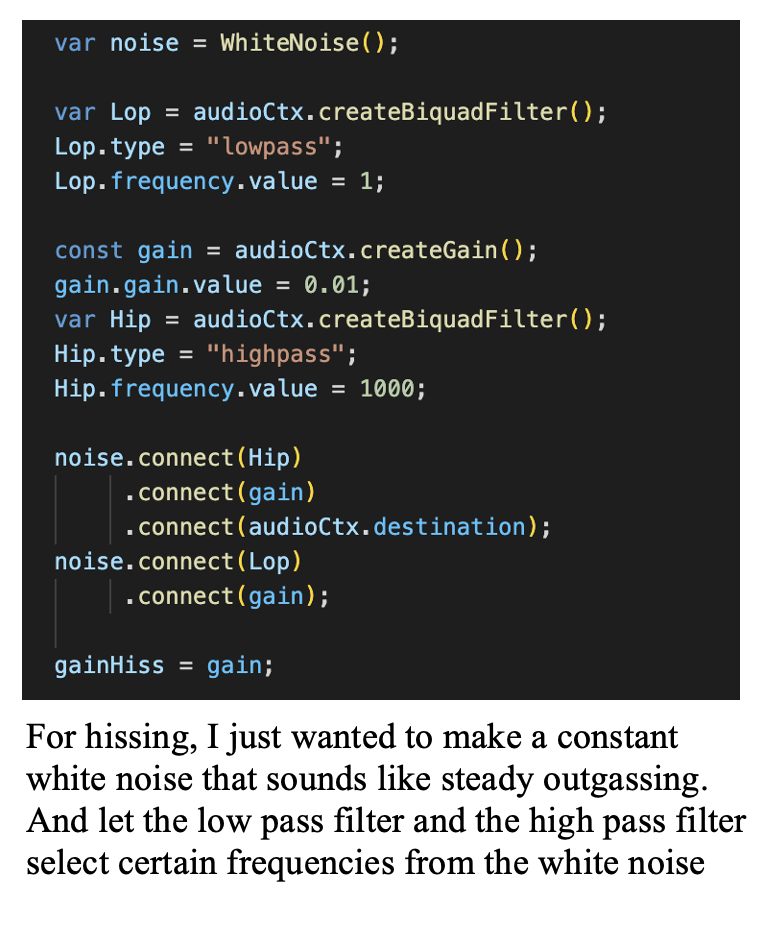 var noise = WhiteNoise();
var Lop = audioCtx.createBiquadFilter();
Lop.type = "lowpass";
Lop.frequency.value = 1;
const gain = audioCtx.createGain();
gain.gain.value = 0.01;
var Hip = audioCtx.createBiquadFilter();
Hip.type = "highpass";
Hip.frequency.value = 1000;
noise.connect(Hip)
.connect(gain)
.connect(audioCtx.destination);
noise.connect(Lop)
.connect(gain);
gainHiss = gain;
For hissing, I just wanted to make a constant
white noise that sounds like steady outgassing.
And let the low pass filter and the high pass filter
select certain frequencies from the white noise